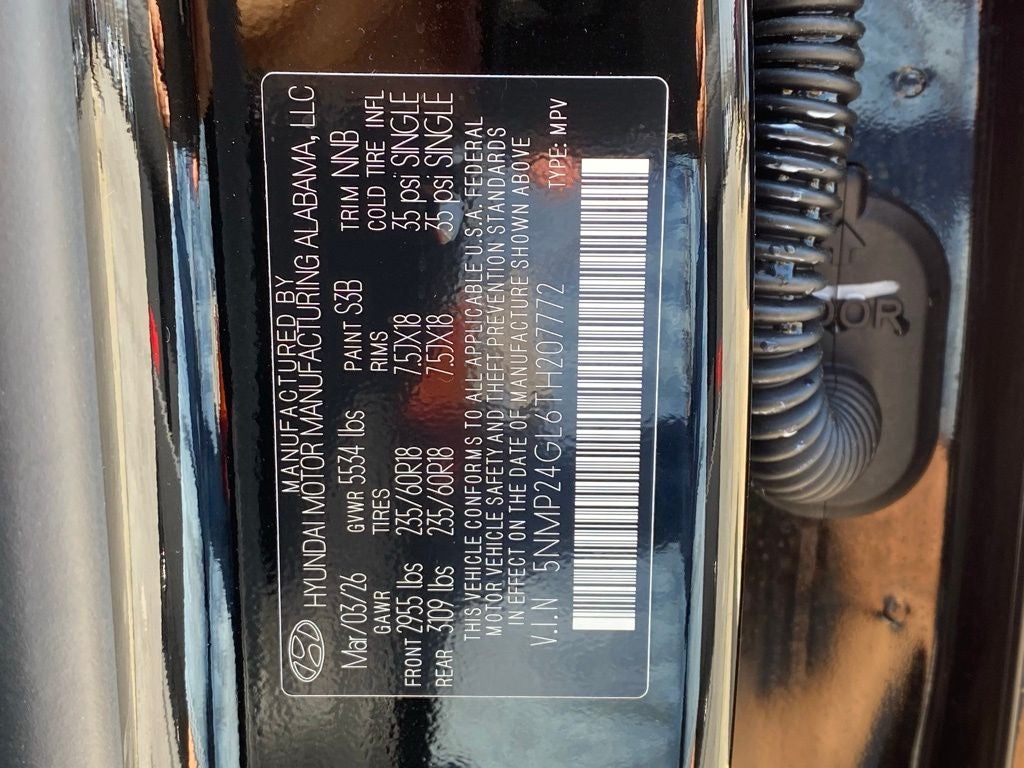 MANUFACTURED BY
HYUNDAI MOTOR MANUFACTURING ALABAMA, LLC
Mar/03/26 GVWR 5534 lbs PAINT S3B TRIM NNB
GAWR TIRES RIMS COLD TIRE INFL
FRONT 2955 lbs 235/60R18 7.5JX18 35 psi SINGLE
REAR 3109 lbs 235/60R18 7.5JX18 35 psi SINGLE
THIS VEHICLE CONFORMS TO ALL APPLICABLE U.S.A. FEDERAL
MOTOR VEHICLE SAFETY AND THEFT PREVENTION STANDARDS
IN EFFECT ON THE DATE OF MANUFACTURE SHOWN ABOVE
V.I.N 5NMP24GL6TH207772 TYPE: MPV